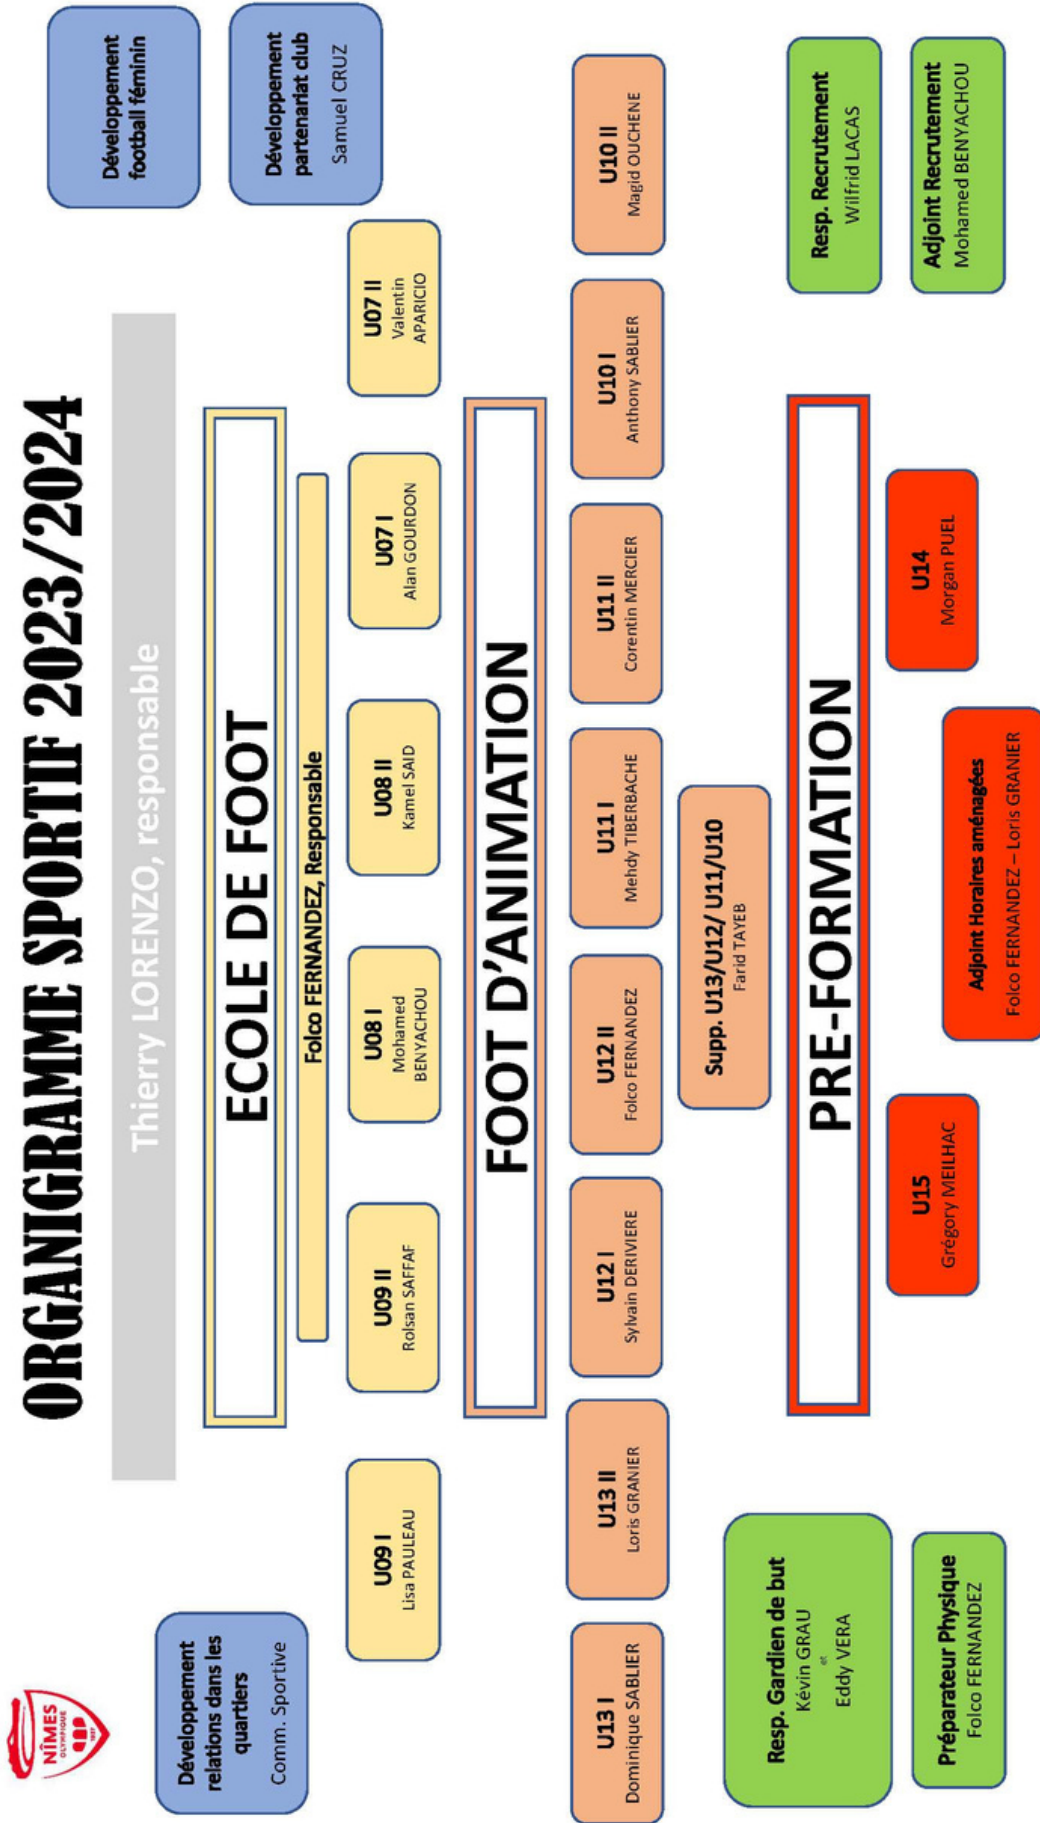 NÎMES
OLYMPIQUE
1937
ORGANIGRAMME SPORTIF 2023/2024
Thierry LORENZO, responsable
Développement
football féminin
Développement
partenariat club
Samuel CRUZ
Développement
relations dans les
quartiers
Comm. Sportive
ECOLE DE FOOT
Folco FERNANDEZ, Responsable
U09 I
Lisa PAULEAU
U09 II
Rolsan SAFFAF
U08 I
Mohamed
BENYACHOU
U08 II
Kamel SAID
U07 I
Alan GOURDON
U07 II
Valentin
APARICIO
FOOT D’ANIMATION
U13 I
Dominique SABLIER
U13 II
Loris GRANIER
U12 I
Sylvain DERIVIERE
U12 II
Folco FERNANDEZ
U11 I
Mehdy TIBERBACHE
U11 II
Corentin MERCIER
U10 I
Anthony SABLIER
U10 II
Magid OUCHENE
Supp. U13/U12/ U11/U10
Farid TAYEB
Resp. Gardien de but
Kévin GRAU
et
Eddy VERA
Préparateur Physique
Folco FERNANDEZ
PRE-FORMATION
U15
Grégory MEILHAC
U14
Morgan PUEL
Adjoint Horaires aménagées
Folco FERNANDEZ – Loris GRANIER
Resp. Recrutement
Wilfrid LACAS
Adjoint Recrutement
Mohamed BENYACHOU